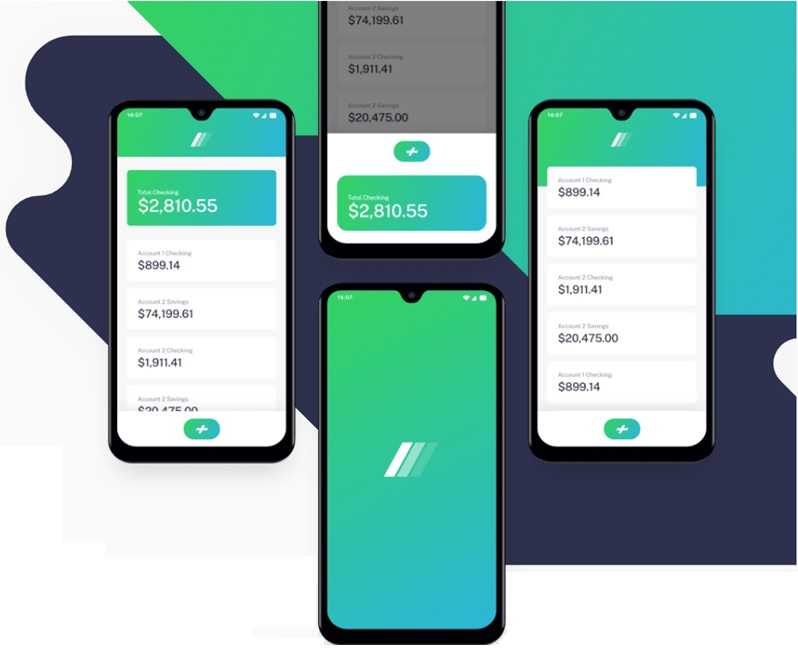 14:07
Total Checking
$2,810.55
Account 1 Checking
$899.14
Account 2 Savings
$74,199.61
Account 2 Checking
$1,911.41
Account 2 Savings
$20,475.00
Account 2 Savings
$74,199.61
Account 2 Checking
$1,911.41
Account 2 Savings
$20,475.00
Total Checking
$2,810.55
14:07
14:07
Account 1 Checking
$899.14
Account 2 Savings
$74,199.61
Account 2 Checking
$1,911.41
Account 2 Savings
$20,475.00
Account 1 Checking
$899.14